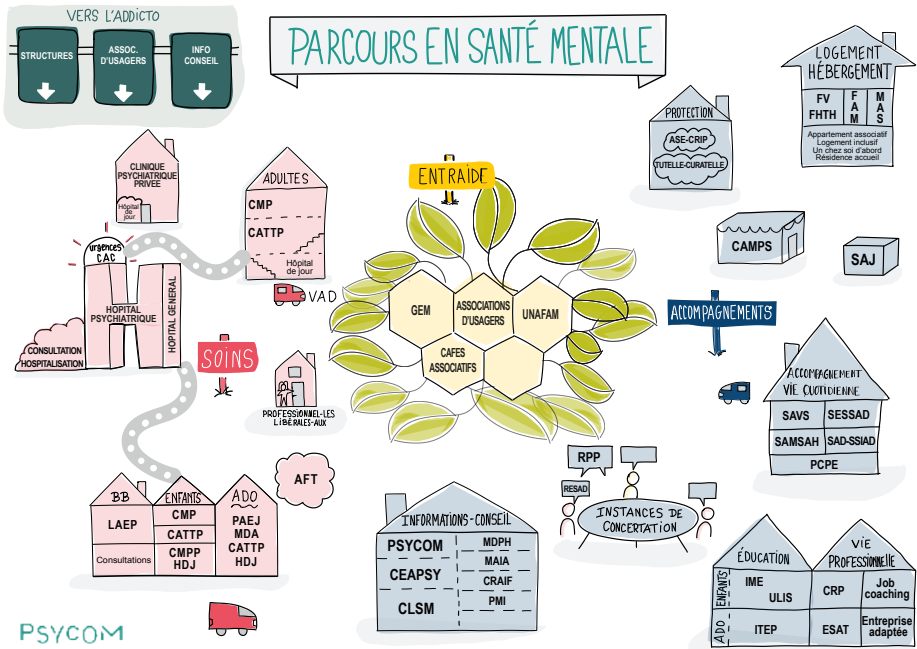 VERS L'ADDICTO
STRUCTURES
ASSOC.
D'USAGERS
INFO
CONSEIL
PARCOURS EN SANTÉ MENTALE
LOGEMENT
HÉBERGEMENT
FV
FHTH
F
A
M
M
A
S
Appartement associatif
Logement inclusif
Un chez soi d'abord
Résidence accueil
PROTECTION
ASE-CRIP
TUTELLE-CURATELLE
CLINIQUE
PSYCHIATRIQUE
PRIVEE
Hôpital
de
jour
ADULTES
CMP
CATTP
Hôpital
de jour
ENTRAIDE
urgences
CAC
HOPITAL
PSYCHIATRIQUE
HOPITAL GENERAL
CONSULTATION
HOSPITALISATION
VAD
SOINS
PROFESSIONNEL-LES
LIBÉRALES-AUX
GEM
ASSOCIATIONS
D'USAGERS
UNAFAM
CAFES
ASSOCIATIFS
CAMPS
SAJ
ACCOMPAGNEMENTS
ACCOMPAGNEMENT
VIE QUOTIDIENNE
SAVS
SESSAD
SAMSAH
SAD-SSIAD
PCPE
BB
LAEP
Consultations
ENFANTS
CMP
CATTP
CMPP
HDJ
ADO
PAEJ
MDA
CATTP
HDJ
AFT
INFORMATIONS-CONSEIL
PSYCOM
CEAPSY
CLSM
MDPH
MAIA
CRAIF
PMI
RPP
RESAD
INSTANCES DE
CONCERTATION
ÉDUCATION
ENFANTS
IME
ULIS
ADO
ITEP
VIE
PROFESSIONNELLE
CRP
Job
coaching
ESAT
Entreprise
adaptée
PSYCOM